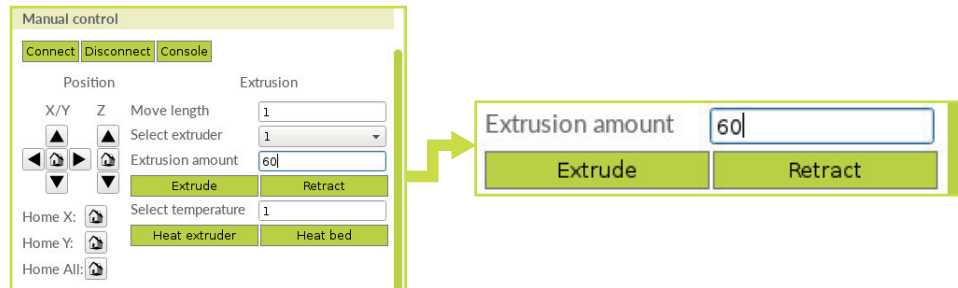 Manual control
Connect Disconnect Console
Position Extrusion
X/Y Z Move length 1
Select extruder 1
Extrusion amount 60
Extrude Retract
Select temperature 1
Home X:
Heat extruder Heat bed
Home Y:
Home All:
Extrusion amount 60
Extrude Retract